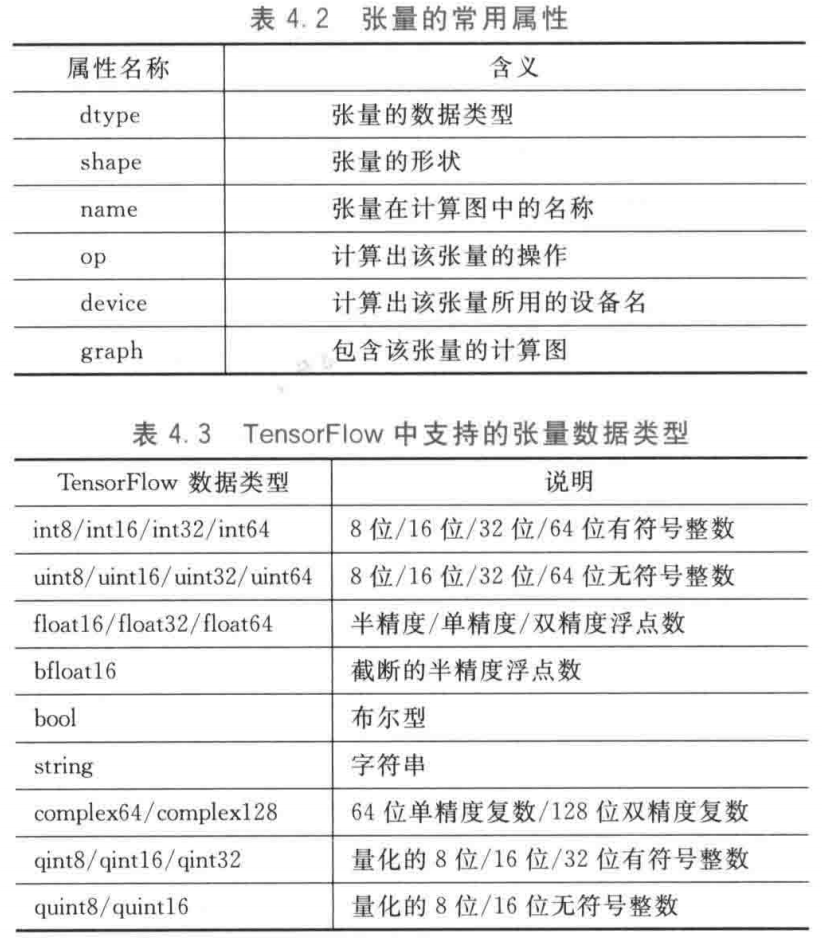 表 4.2 张量的常用属性
属性名称 含义
dtype 张量的数据类型
shape 张量的形状
name 张量在计算图中的名称
op 计算出该张量的操作
device 计算出该张量所用的设备名
graph 包含该张量的计算图
表 4.3 TensorFlow 中支持的张量数据类型
TensorFlow 数据类型 说明
int8/int16/int32/int64 8 位/16 位/32 位/64 位有符号整数
uint8/uint16/uint32/uint64 8 位/16 位/32 位/64 位无符号整数
float16/float32/float64 半精度/单精度/双精度浮点数
bfloat16 截断的半精度浮点数
bool 布尔型
string 字符串
complex64/complex128 64 位单精度复数/128 位双精度复数
qint8/qint16/qint32 量化的 8 位/16 位/32 位有符号整数
quint8/quint16 量化的 8 位/16 位无符号整数